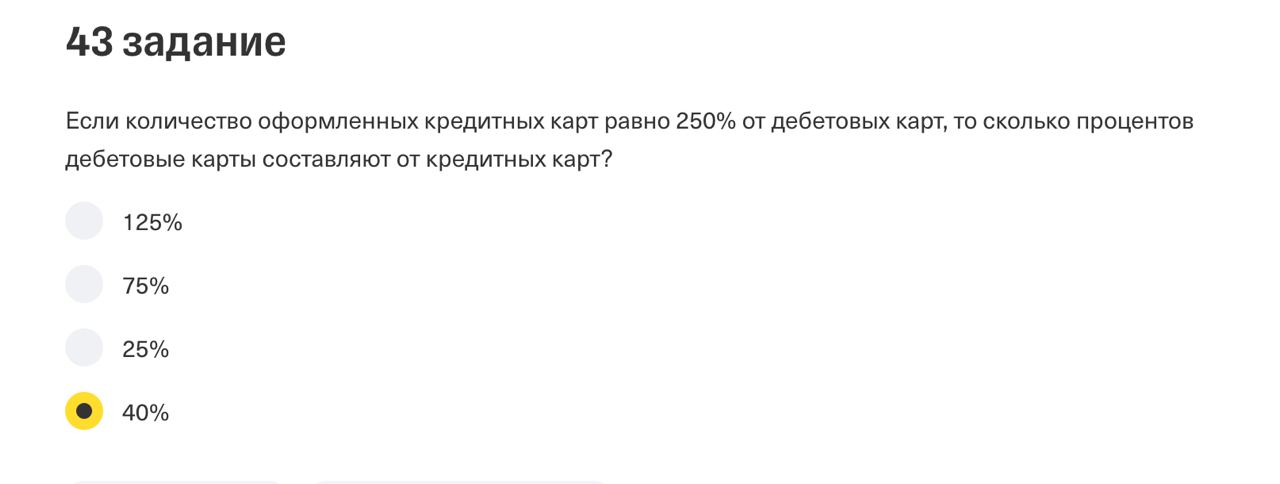 43 задание
Если количество оформленных кредитных карт равно 250% от дебетовых карт, то сколько процентов
дебетовые карты составляют от кредитных карт?
125%
75%
25%
40%